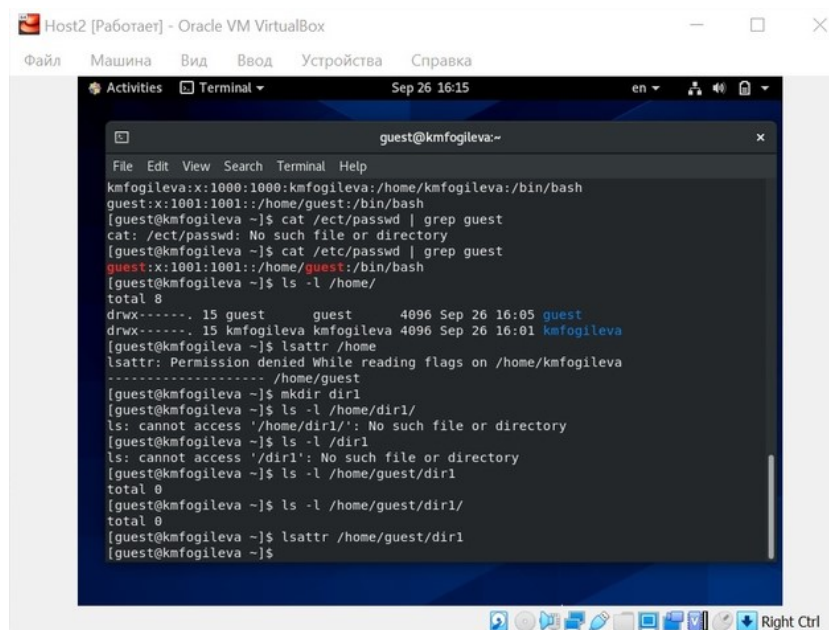 Host2 [Работает] - Oracle VM VirtualBox
Файл Машина Вид Ввод Устройства Справка
Activities Terminal Sep 26 16:15 en
guest@kmfogileva:~
File Edit View Search Terminal Help
kmfogileva:x:1000:1000:kmfogileva:/home/kmfogileva:/bin/bash
guest:x:1001:1001::/home/guest:/bin/bash
[guest@kmfogileva ~]$ cat /ect/passwd | grep guest
cat: /ect/passwd: No such file or directory
[guest@kmfogileva ~]$ cat /etc/passwd | grep guest
guest:x:1001:1001::/home/guest:/bin/bash
[guest@kmfogileva ~]$ ls -l /home/
total 8
drwx------. 15 guest guest 4096 Sep 26 16:05 guest
drwx------. 15 kmfogileva kmfogileva 4096 Sep 26 16:01 kmfogileva
[guest@kmfogileva ~]$ lsattr /home
lsattr: Permission denied While reading flags on /home/kmfogileva
-------------------- /home/guest
[guest@kmfogileva ~]$ mkdir dir1
[guest@kmfogileva ~]$ ls -l /home/dir1/
ls: cannot access '/home/dir1/': No such file or directory
[guest@kmfogileva ~]$ ls -l /dir1
ls: cannot access '/dir1': No such file or directory
[guest@kmfogileva ~]$ ls -l /home/guest/dir1
total 0
[guest@kmfogileva ~]$ ls -l /home/guest/dir1/
total 0
[guest@kmfogileva ~]$ lsattr /home/guest/dir1
[guest@kmfogileva ~]$
Right Ctrl